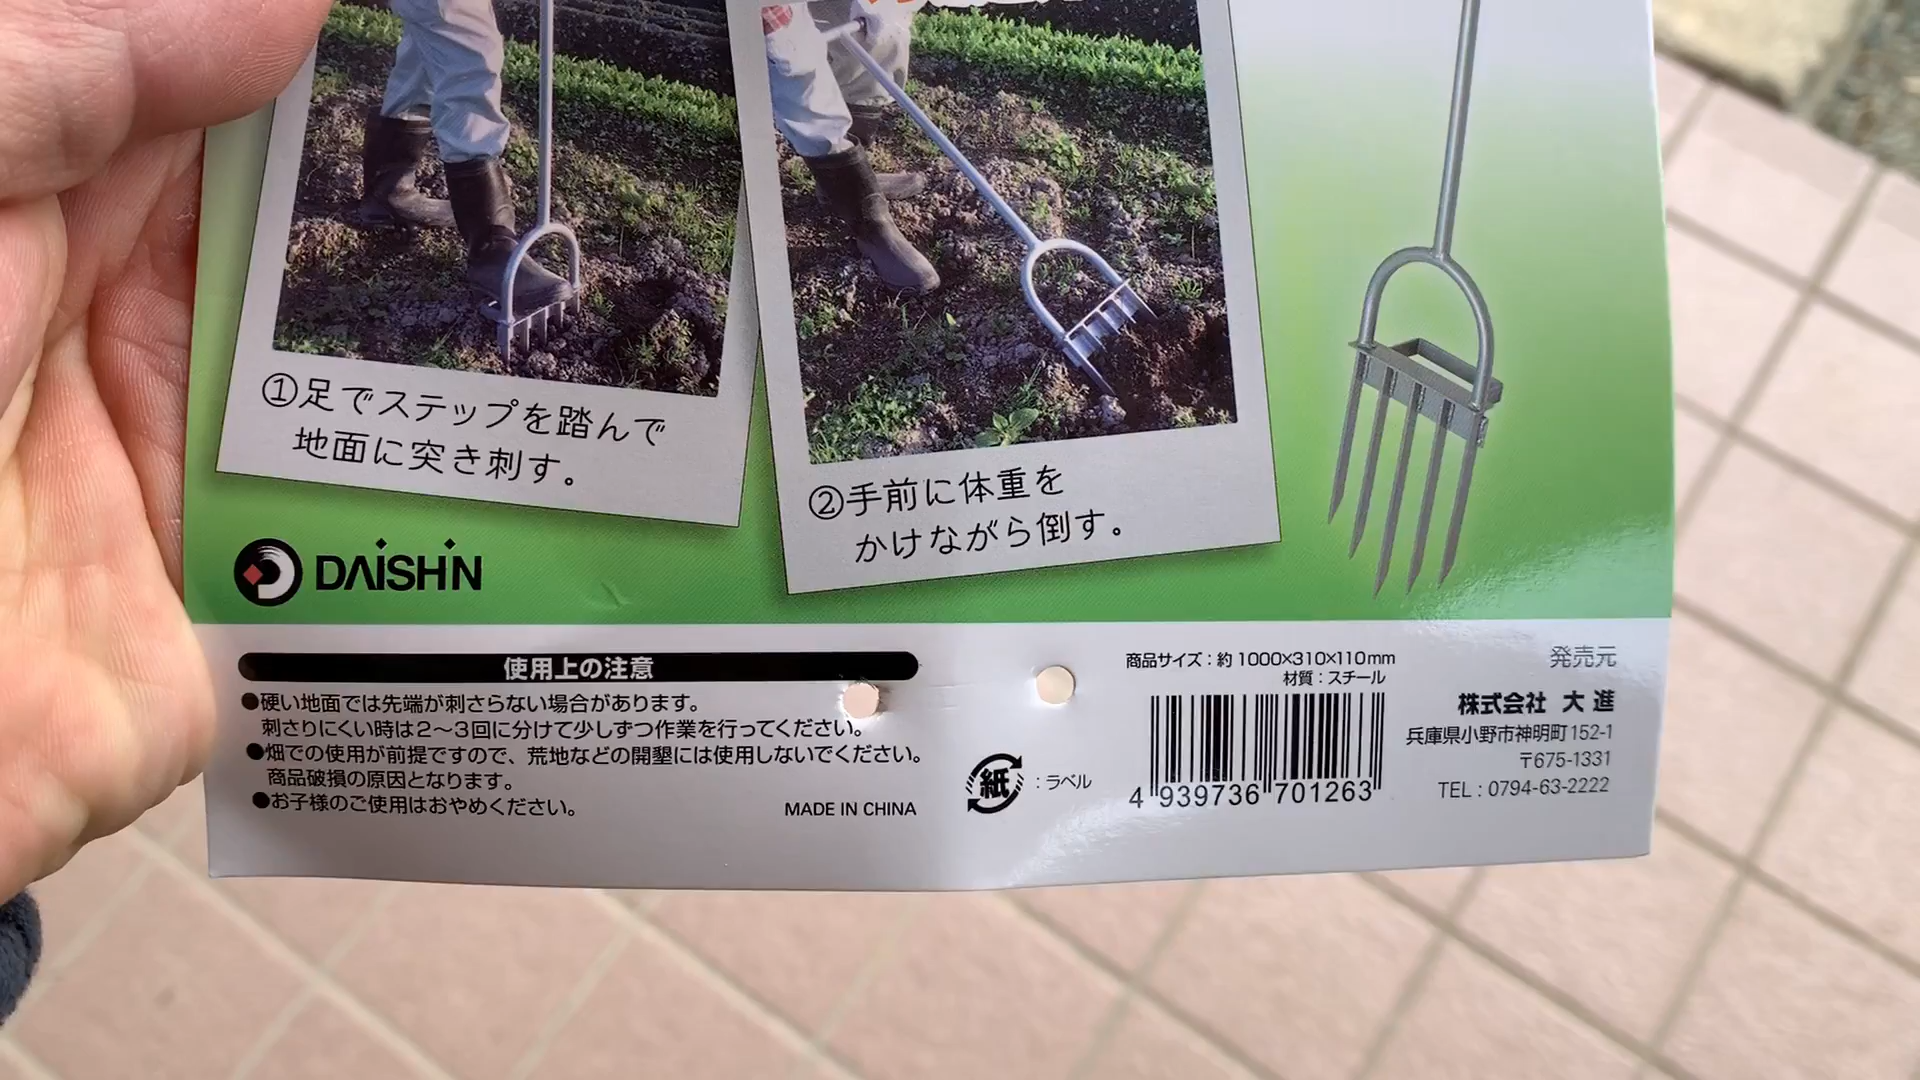 ①足でステップを踏んで
地面に突き刺す。
②手前に体重を
かけながら倒す。
DAISHIN
使用上の注意
●硬い地面では先端が刺さらない場合があります。
刺さりにくい時は2〜3回に分けて少しずつ作業を行ってください。
●畑での使用が前提ですので、荒地などの開墾には使用しないでください。
商品破損の原因となります。
●お子様のご使用はおやめください。
MADE IN CHINA
紙:ラベル
商品サイズ:約1000×310×110mm
材質:スチール
4 939736 701263
発売元
株式会社 大進
兵庫県小野市神明町152-1
〒675-1331
TEL:0794-63-2222